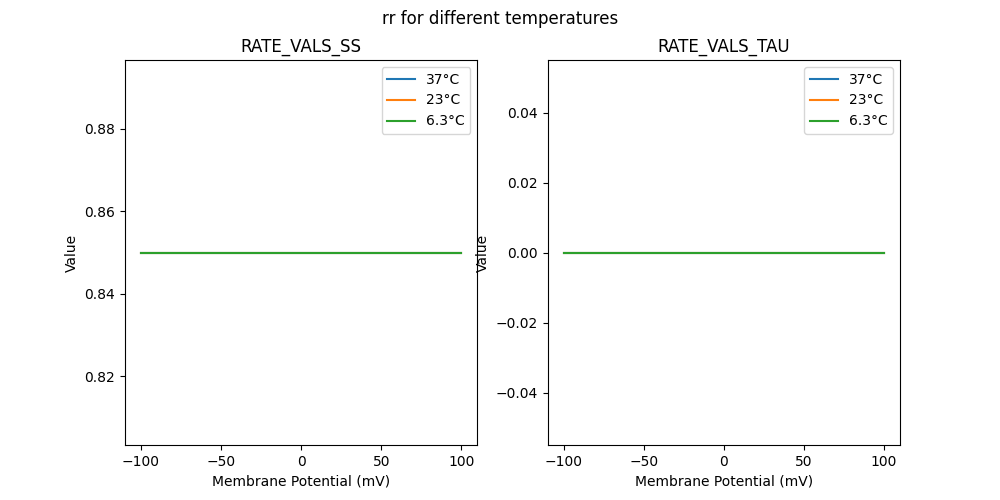 rr for different temperatures
RATE_VALS_SS
37°C
23°C
6.3°C
0.88
0.86
0.84
0.82
Value
−100
−50
0
50
100
Membrane Potential (mV)
RATE_VALS_TAU
37°C
23°C
6.3°C
0.04
0.02
0.00
−0.02
−0.04
Value
−100
−50
0
50
100
Membrane Potential (mV)